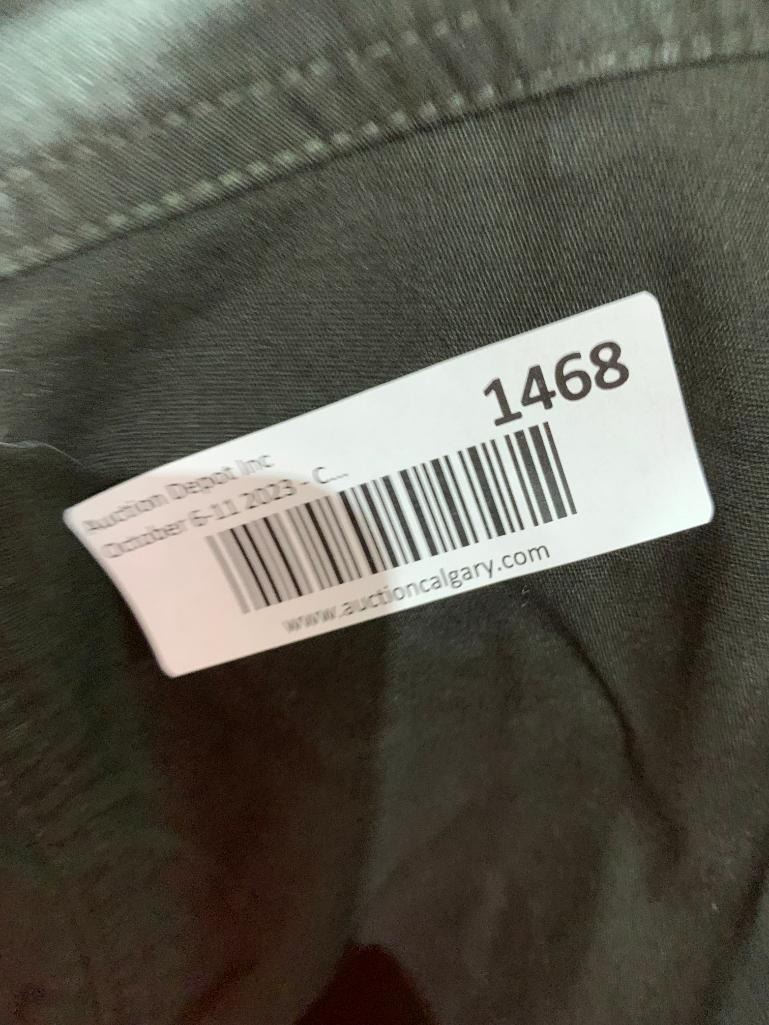 1468
Auction Depot Inc
October 6-11 2023 - C...
www.auctioncalgary.com